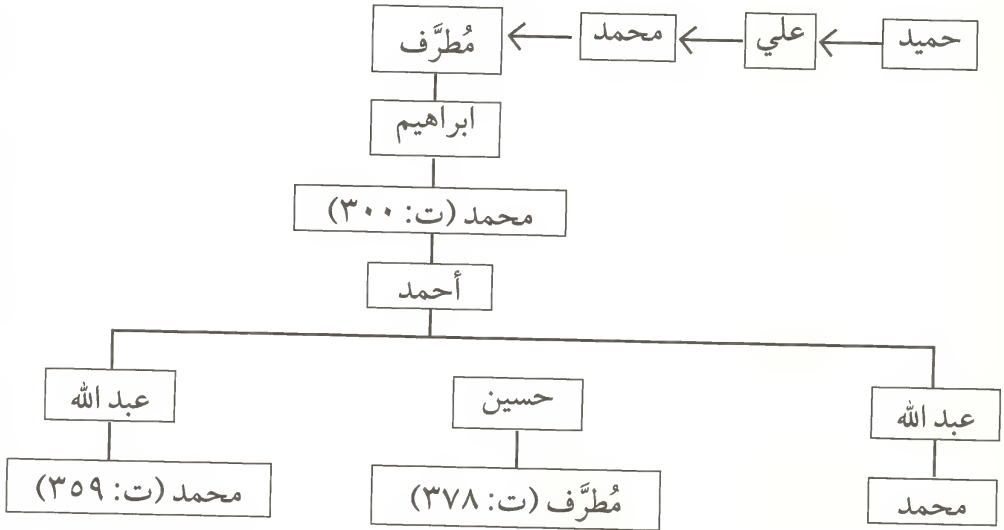 حميد
علي
محمد
مُطرَّف
ابراهيم
محمد (ت: ٣٠٠)
أحمد
عبد الله
حسين
عبد الله
محمد
مُطرَّف (ت: ٣٧٨)
محمد (ت: ٣٥٩)